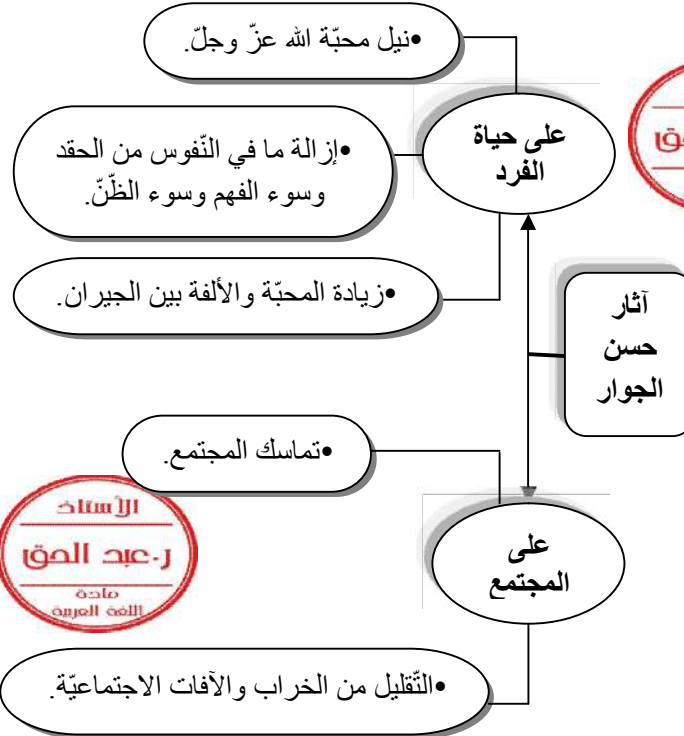 آثار
حسن
الجوار
على حياة
الفرد
•نيل محبّة الله عزّ وجلّ.
•إزالة ما في النّفوس من الحقد
وسوء الفهم وسوء الظّنّ.
•زيادة المحبّة والألفة بين الجيران.
على
المجتمع
•تماسك المجتمع.
•التّقليل من الخراب والآفات الاجتماعيّة.
الأستاذ
ر.عبد الحق
مادة
اللغة العربية